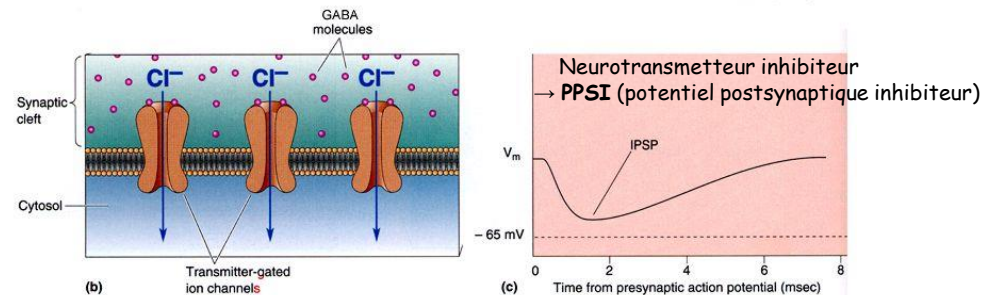 GABA
molecules
Cl⁻ Cl⁻ Cl⁻
Synaptic
cleft
Cytosol
Transmitter-gated
ion channels
(b)
Neurotransmetteur inhibiteur
→ PPSI (potentiel postsynaptique inhibiteur)
IPSP
Vm
– 65 mV
0 2 4 6 8
(c) Time from presynaptic action potential (msec)